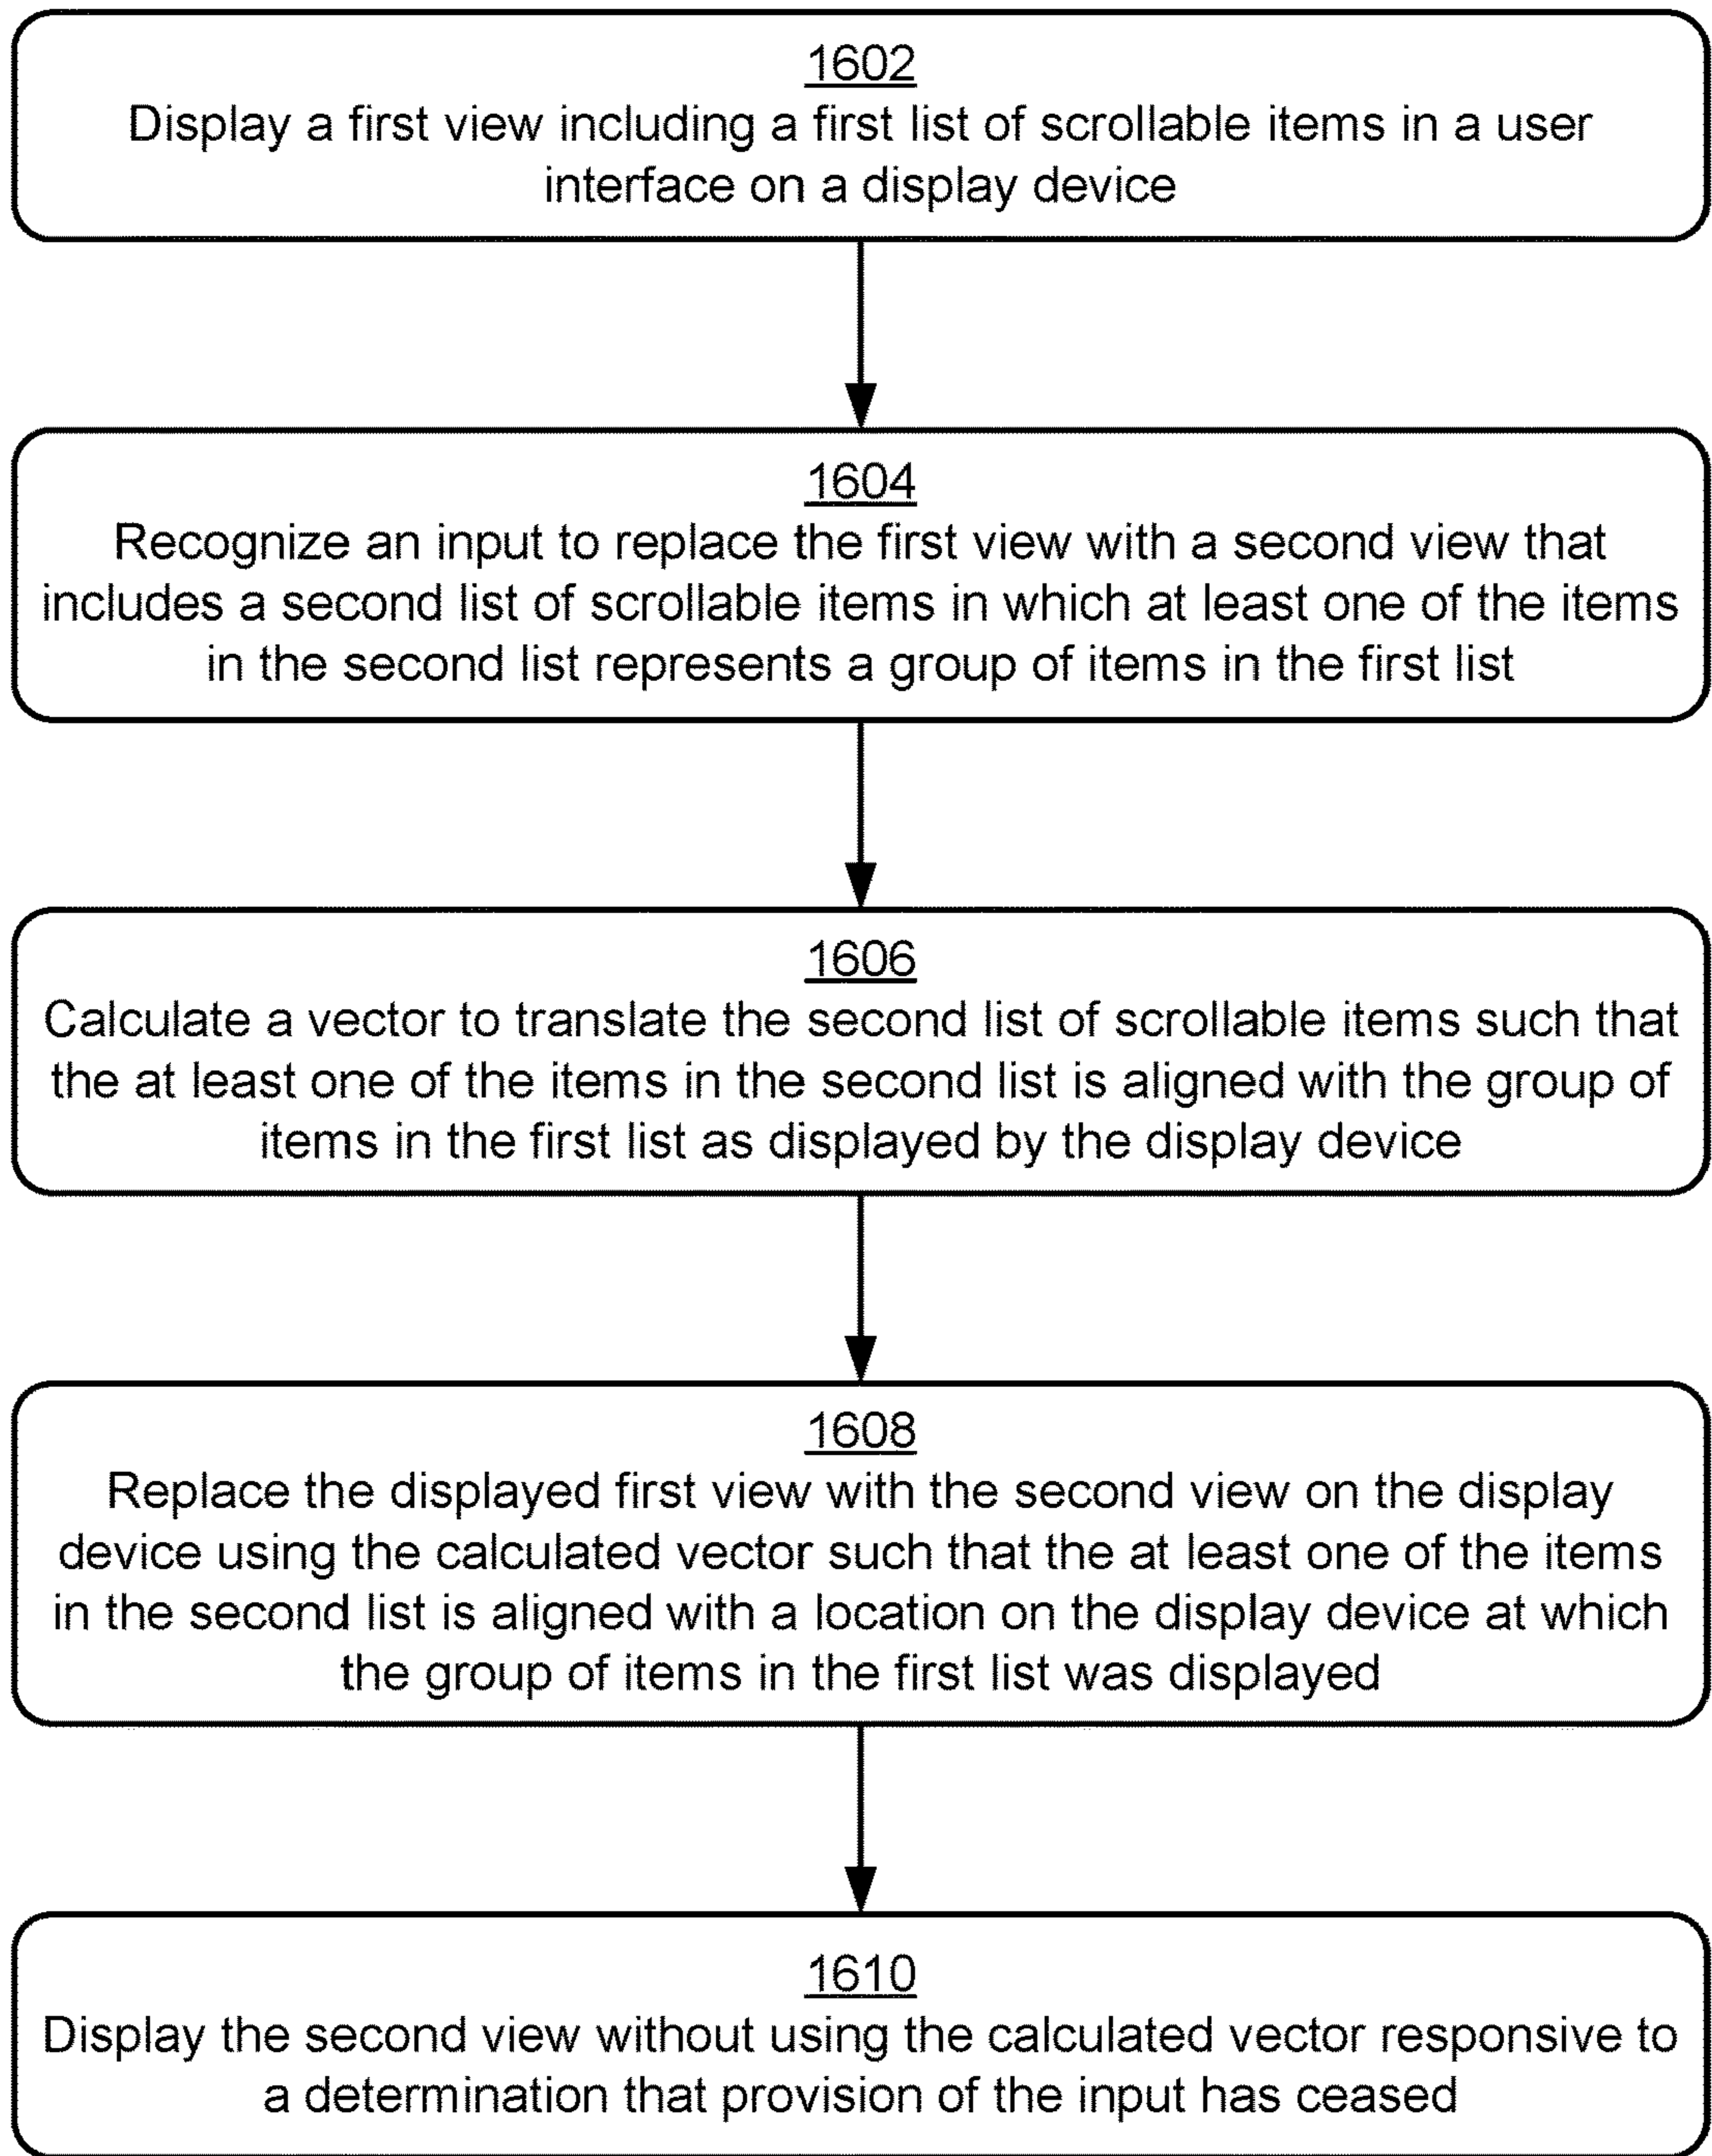 1602
Display a first view including a first list of scrollable items in a user
interface on a display device
1604
Recognize an input to replace the first view with a second view that
includes a second list of scrollable items in which at least one of the items
in the second list represents a group of items in the first list
1606
Calculate a vector to translate the second list of scrollable items such that
the at least one of the items in the second list is aligned with the group of
items in the first list as displayed by the display device
1608
Replace the displayed first view with the second view on the display
device using the calculated vector such that the at least one of the items
in the second list is aligned with a location on the display device at which
the group of items in the first list was displayed
1610
Display the second view without using the calculated vector responsive to
a determination that provision of the input has ceased